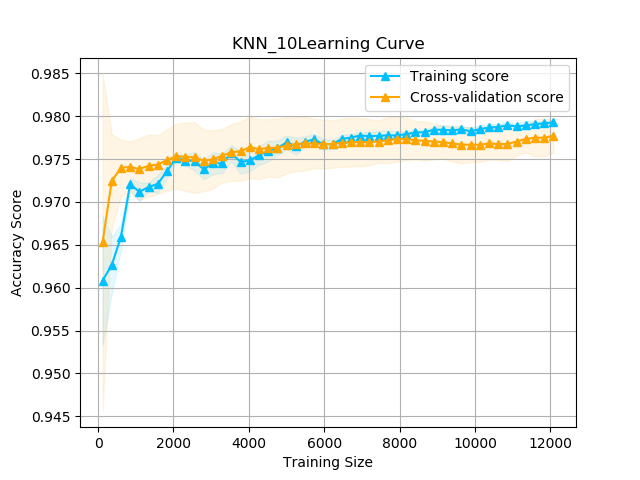 KNN_10Learning Curve
Training score
Cross-validation score
Accuracy Score
0.985
0.980
0.975
0.970
0.965
0.960
0.955
0.950
0.945
0 2000 4000 6000 8000 10000 12000
Training Size